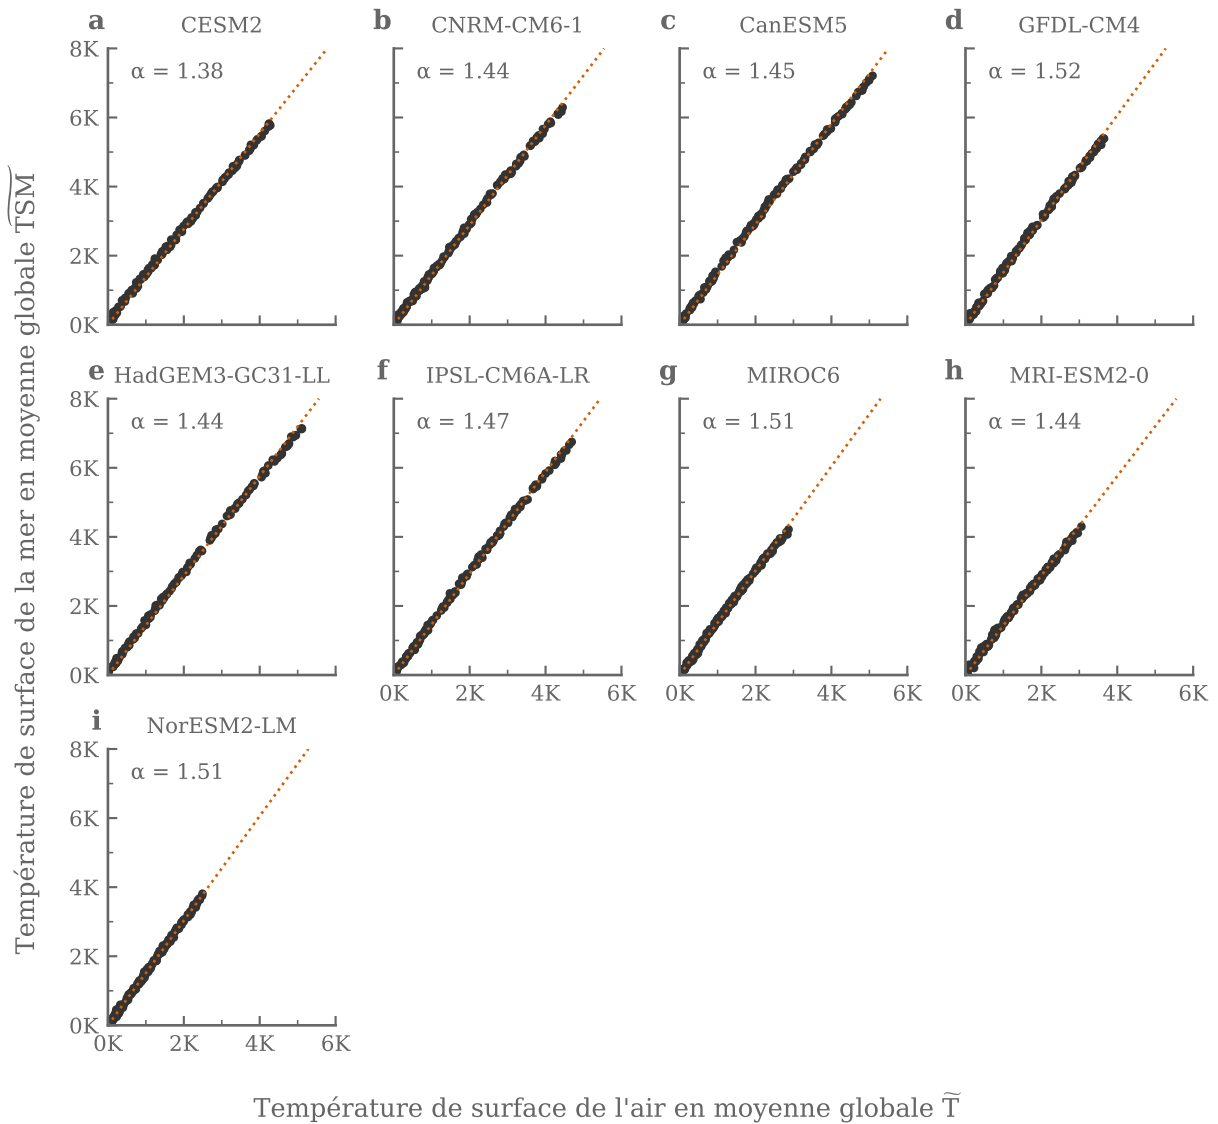 a CESM2
b CNRM-CM6-1
c CanESM5
d GFDL-CM4
8K
6K
4K
2K
0K
α = 1.38
α = 1.44
α = 1.45
α = 1.52
e HadGEM3-GC31-LL
f IPSL-CM6A-LR
g MIROC6
h MRI-ESM2-0
8K
6K
4K
2K
0K
α = 1.44
α = 1.47
α = 1.51
α = 1.44
0K 2K 4K 6K
0K 2K 4K 6K
0K 2K 4K 6K
i NorESM2-LM
8K
6K
4K
2K
0K
α = 1.51
0K 2K 4K 6K
Température de surface de la mer en moyenne globale T͠S͠M͠
Température de surface de l'air en moyenne globale T̃